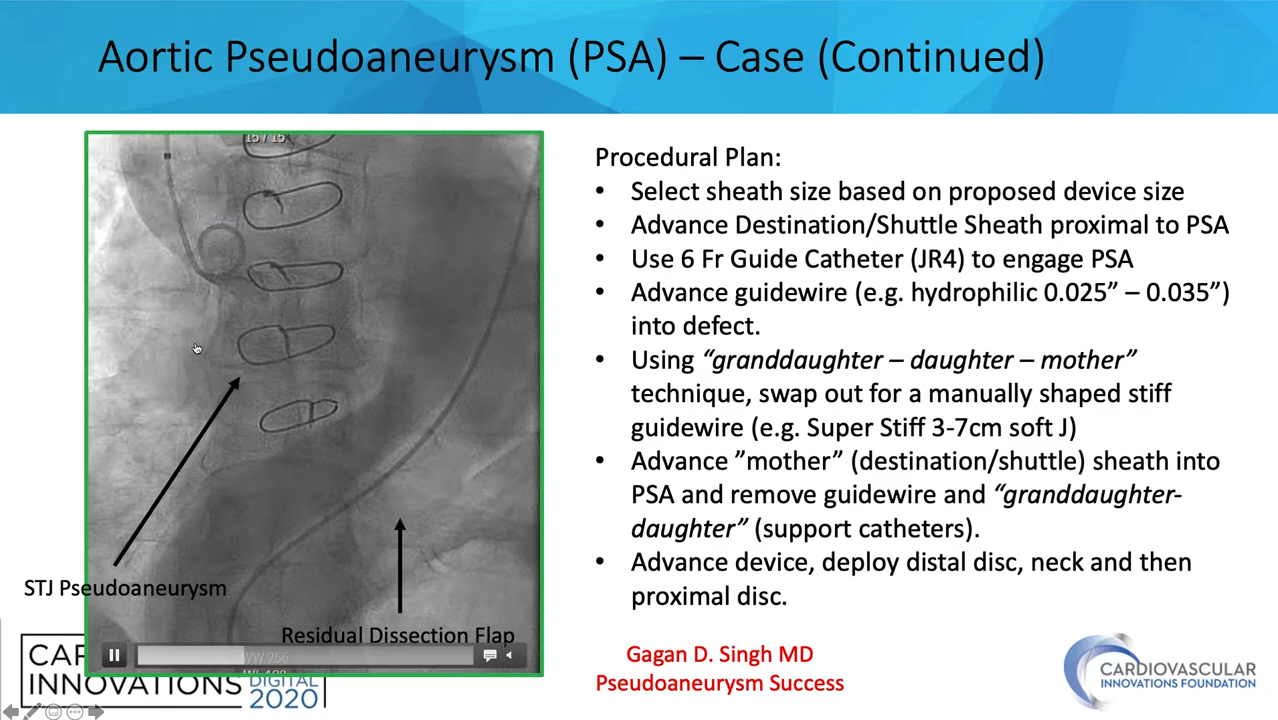 Aortic Pseudoaneurysm (PSA) – Case (Continued)
15 / 15
STJ Pseudoaneurysm
Residual Dissection Flap
WW 256
Procedural Plan:
• Select sheath size based on proposed device size
• Advance Destination/Shuttle Sheath proximal to PSA
• Use 6 Fr Guide Catheter (JR4) to engage PSA
• Advance guidewire (e.g. hydrophilic 0.025” – 0.035”)
into defect.
• Using “granddaughter – daughter – mother”
technique, swap out for a manually shaped stiff
guidewire (e.g. Super Stiff 3-7cm soft J)
• Advance ”mother” (destination/shuttle) sheath into
PSA and remove guidewire and “granddaughter-
daughter” (support catheters).
• Advance device, deploy distal disc, neck and then
proximal disc.
Gagan D. Singh MD
Pseudoaneurysm Success
INNOVATIONS DIGITAL
2020
CARDIOVASCULAR
INNOVATIONS FOUNDATION